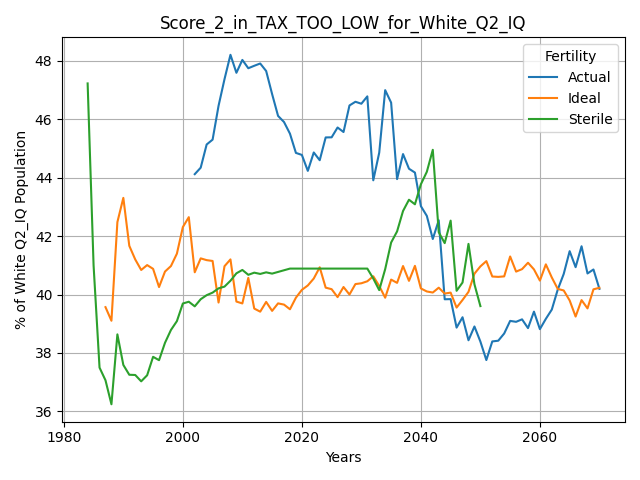 Score_2_in_TAX_TOO_LOW_for_White_Q2_IQ
Fertility
Actual
Ideal
Sterile
% of White Q2_IQ Population
48
46
44
42
40
38
36
1980
2000
2020
2040
2060
Years